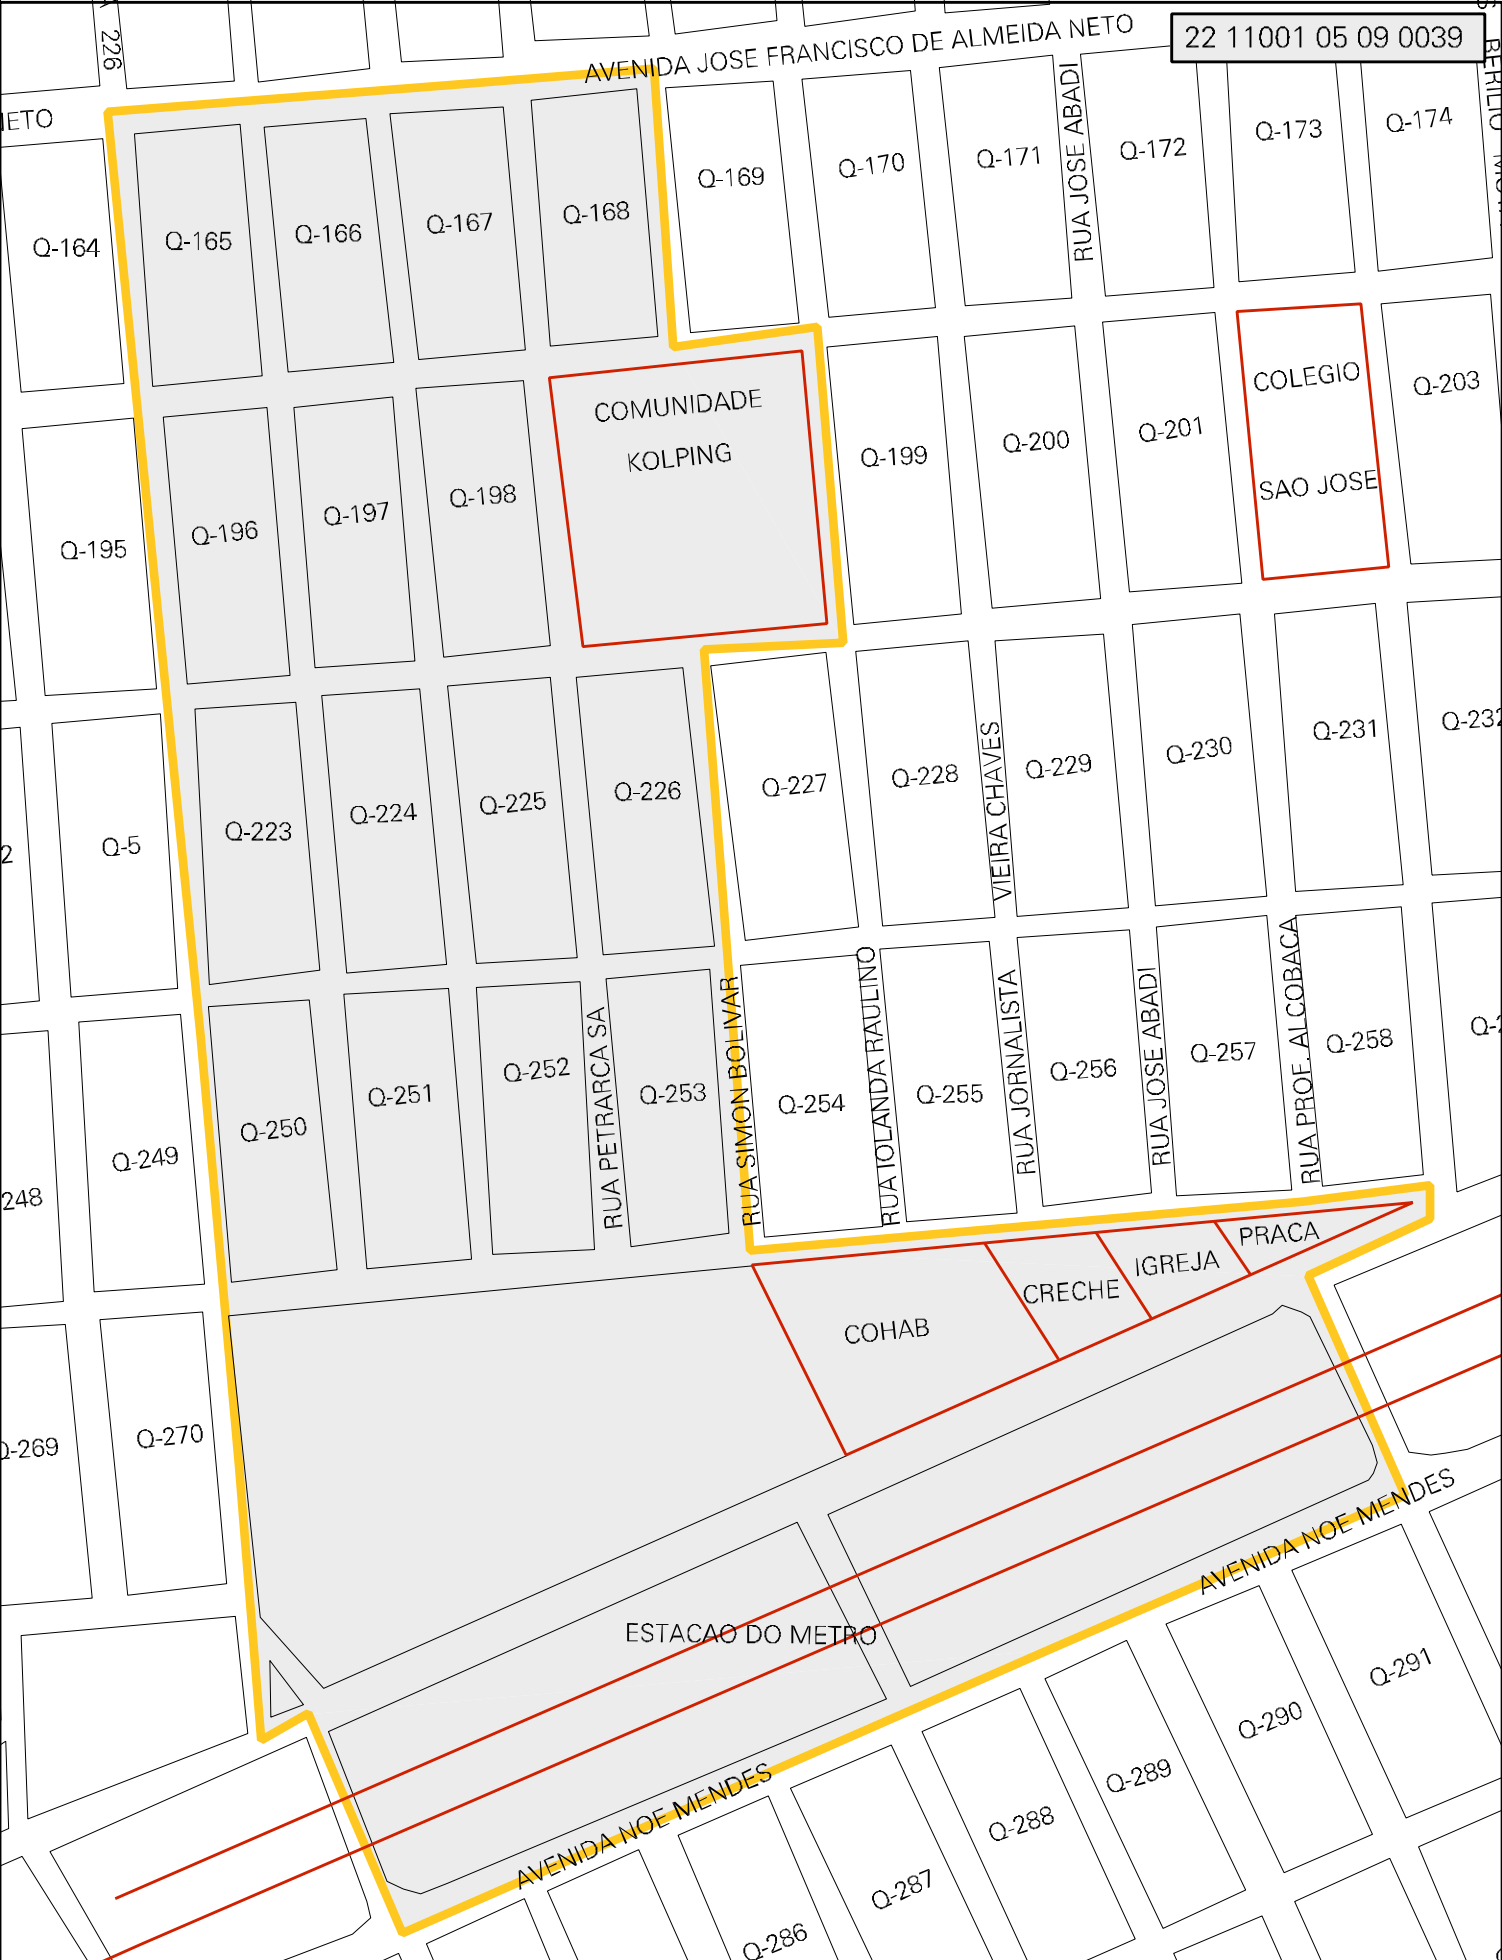 226
AVENIDA JOSE FRANCISCO DE ALMEIDA NETO
22 11001 05 09 0039
Q-164
Q-165
Q-166
Q-167
Q-168
Q-169
Q-170
Q-171
RUA JOSE ABADI
Q-172
Q-173
Q-174
COMUNIDADE
KOLPING
COLEGIO
SAO JOSE
Q-195
Q-196
Q-197
Q-198
Q-199
Q-200
Q-201
Q-203
Q-5
Q-223
Q-224
Q-225
Q-226
Q-227
Q-228
VIEIRA CHAVES
Q-229
Q-230
Q-231
Q-232
248
Q-249
Q-250
Q-251
Q-252
RUA PETRARCA SA
Q-253
RUA SIMON BOLIVAR
Q-254
RUA IOLANDA RAULINO
Q-255
RUA JORNALISTA
Q-256
RUA JOSE ABADI
Q-257
RUA PROF. ALCOBACA
Q-258
COHAB
CRECHE
IGREJA
PRACA
Q-269
Q-270
ESTACAO DO METRO
AVENIDA NOE MENDES
AVENIDA NOE MENDES
Q-286
Q-287
Q-288
Q-289
Q-290
Q-291